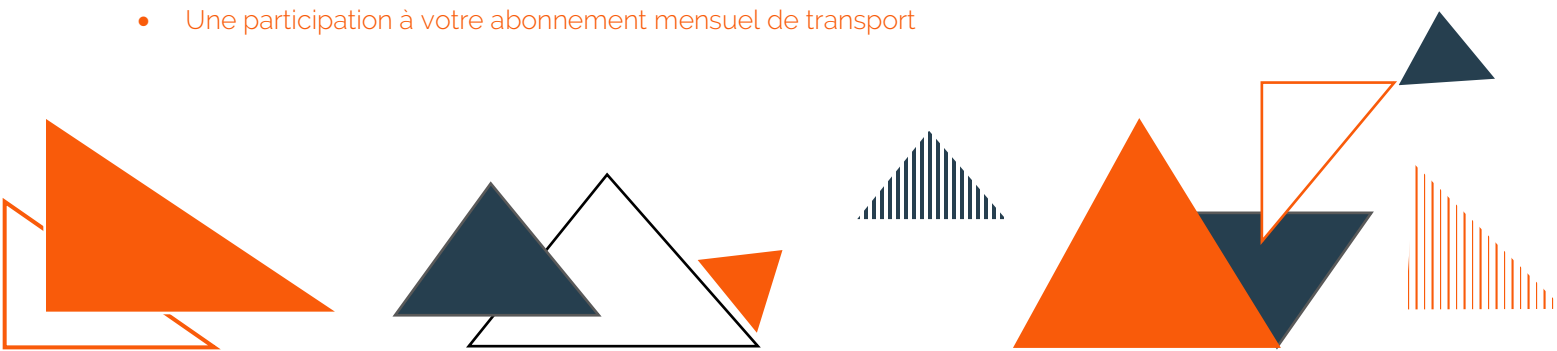 • Une participation à votre abonnement mensuel de transport